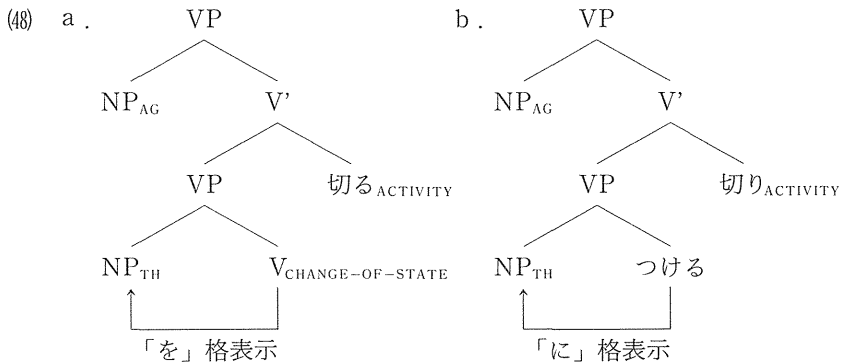 (48) a. VP b. VP
NP_AG V' NP_AG V'
VP 切る_ACTIVITY VP 切り_ACTIVITY
NP_TH V_CHANGE-OF-STATE NP_TH つける
「を」格表示 「に」格表示